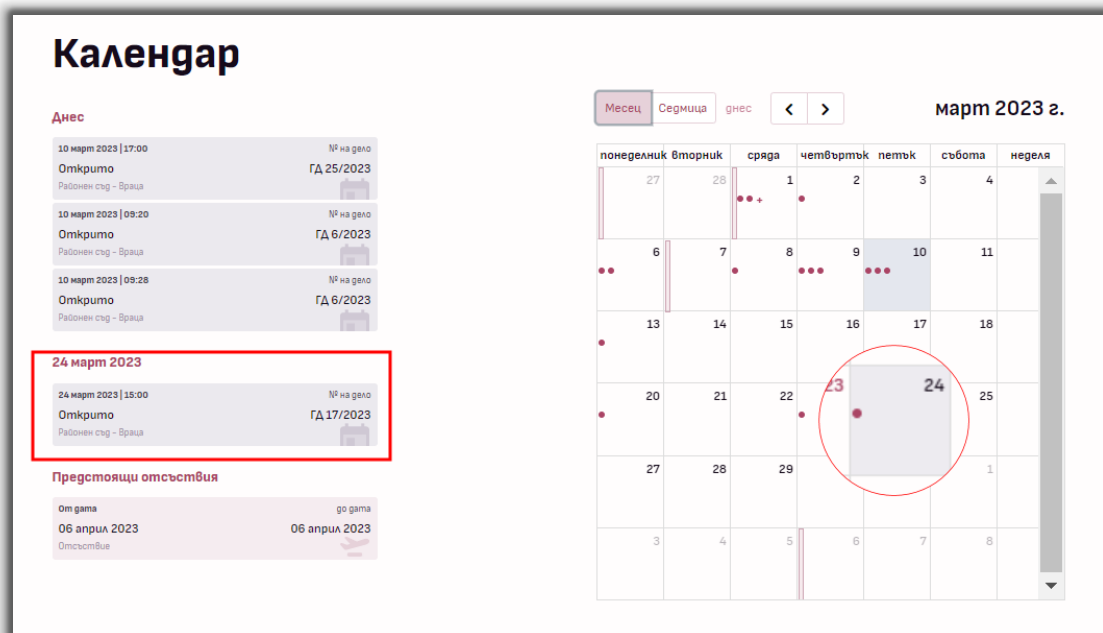 Календар
Днес
10 март 2023 | 17:00 № на дело
Открито ГД 25/2023
Районен съд - Враца
10 март 2023 | 09:20 № на дело
Открито ГД 6/2023
Районен съд - Враца
10 март 2023 | 09:28 № на дело
Открито ГД 6/2023
Районен съд - Враца
24 март 2023
24 март 2023 | 15:00 № на дело
Открито ГД 17/2023
Районен съд - Враца
Предстоящи отсъствия
От дата до дата
06 април 2023 06 април 2023
Отсъствие
Месец Седмица днес март 2023 г.
понеделник вторник сряда четвъртък петък събота неделя
27 28 1 2 3 4
+
6 7 8 9 10 11
13 14 15 16 17 18
20 21 22 23 24 25
27 28 29 1
3 4 5 6 7 8